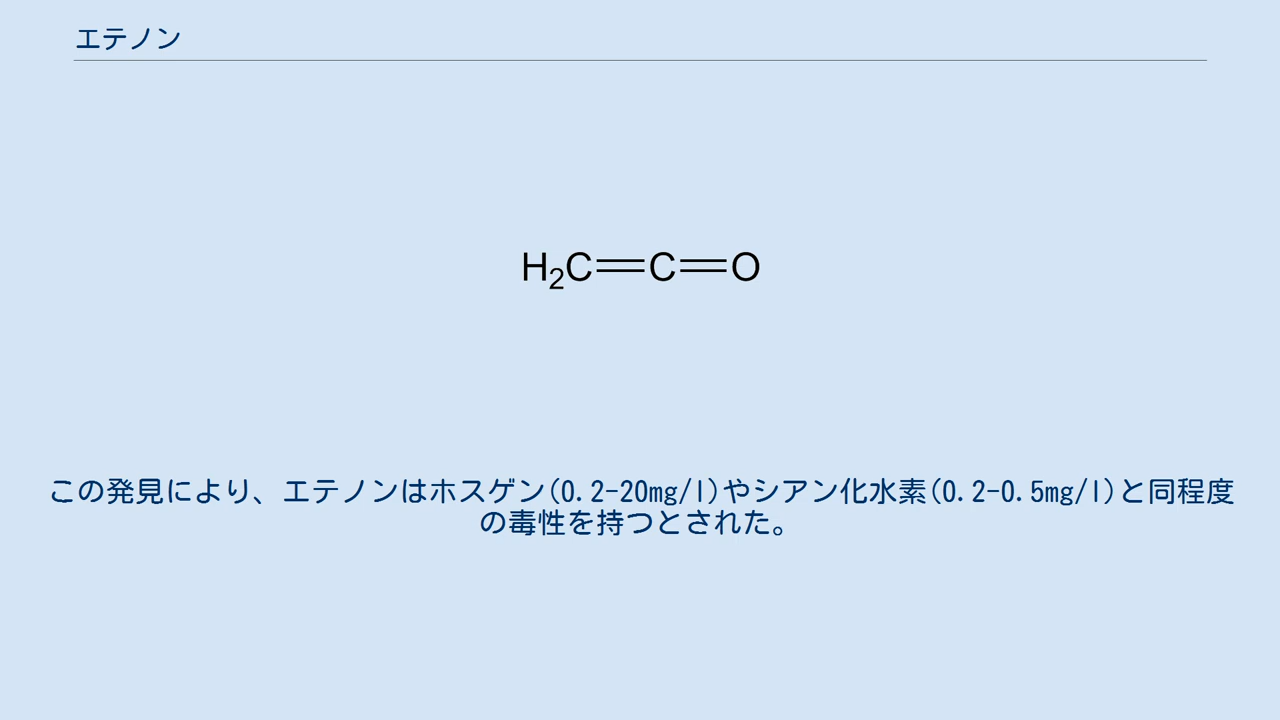 エテノン
H₂C=C=O
この発見により、エテノンはホスゲン(0.2-20mg/l)やシアン化水素(0.2-0.5mg/l)と同程度
の毒性を持つとされた。